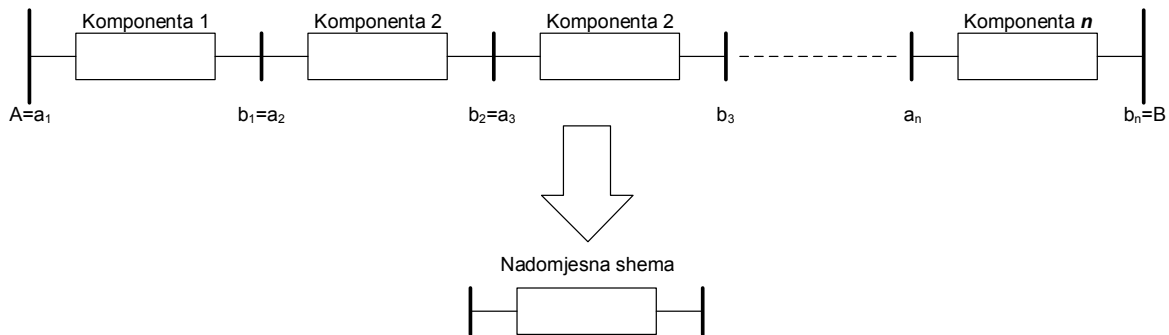 Komponenta 1 Komponenta 2 Komponenta 2 Komponenta n
A=a₁ b₁=a₂ b₂=a₃ b₃ aₙ bₙ=B
Nadomjesna shema